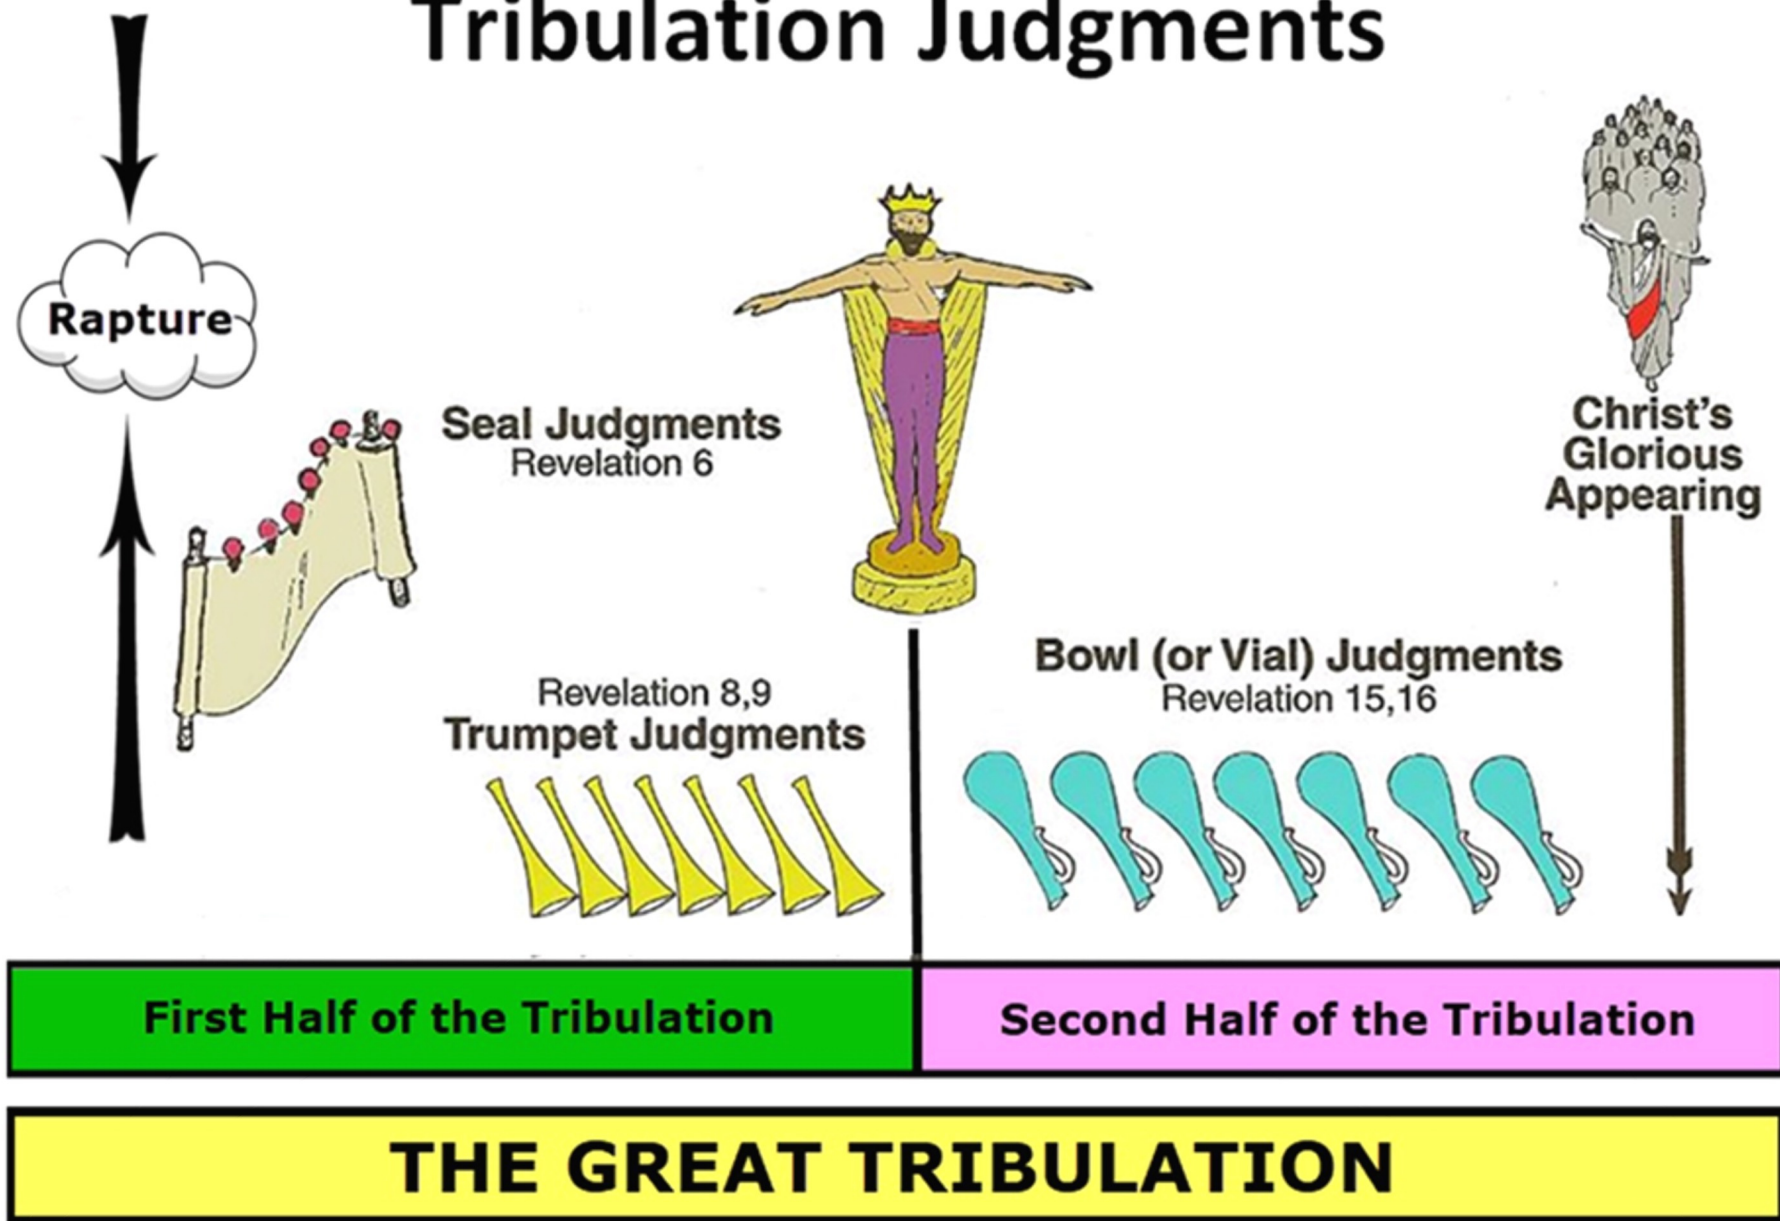 Tribulation Judgments
Rapture
Seal Judgments
Revelation 6
Christ's
Glorious
Appearing
Revelation 8,9
Trumpet Judgments
Bowl (or Vial) Judgments
Revelation 15,16
First Half of the Tribulation
Second Half of the Tribulation
THE GREAT TRIBULATION